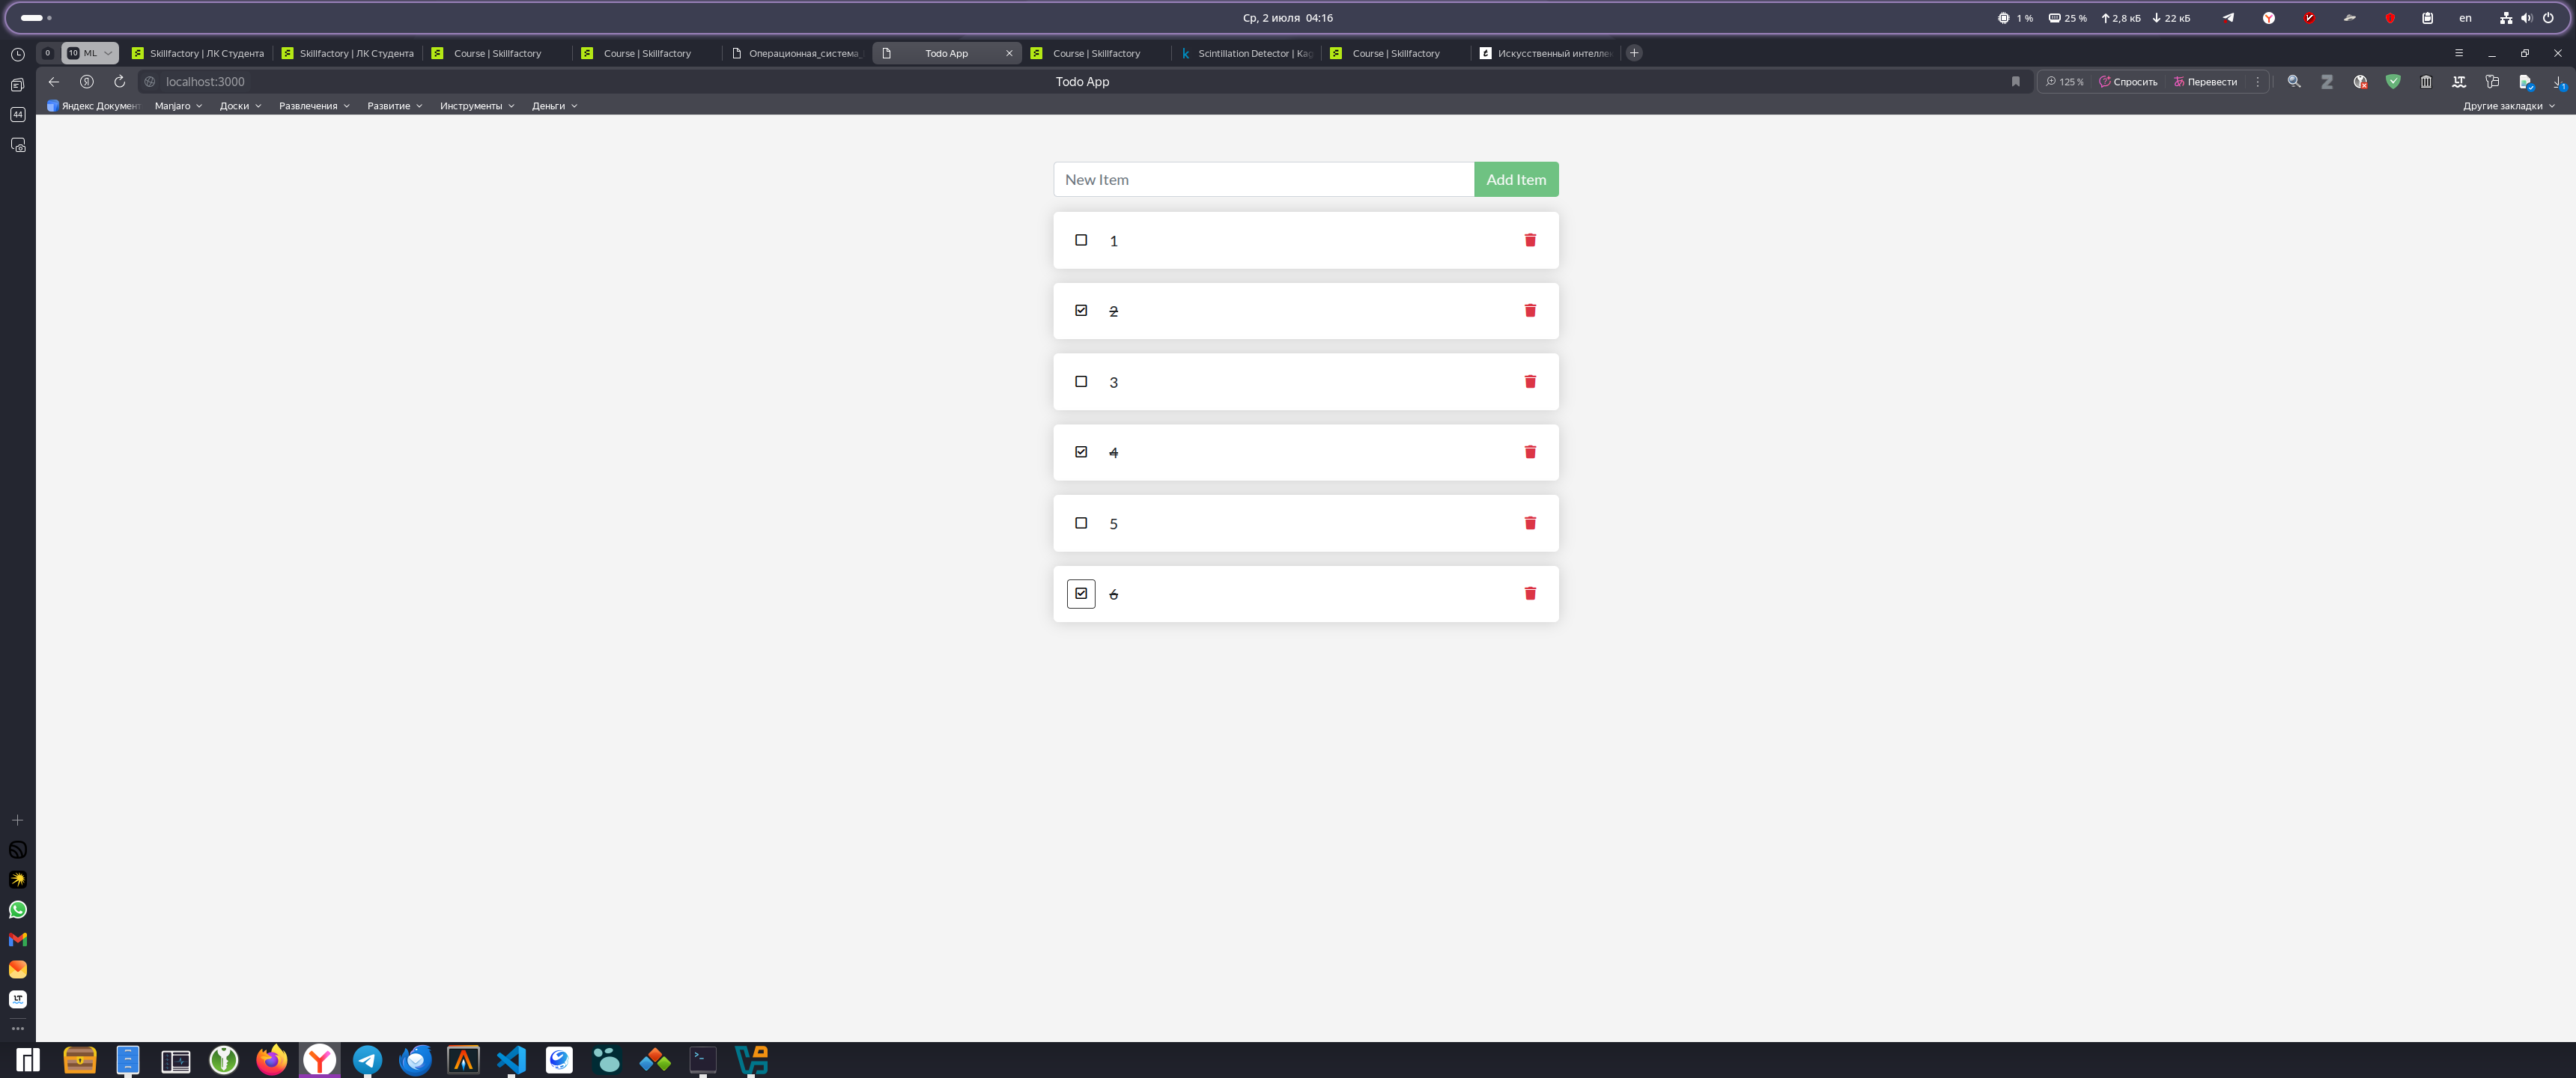 Ср, 2 июля 04:16
1 % 25 % 2,8 кБ 22 кБ en
0 10 ML Skillfactory | ЛК Студента Skillfactory | ЛК Студента Course | Skillfactory Course | Skillfactory Операционная_система_ Todo App Course | Skillfactory Scintillation Detector | Kag Course | Skillfactory Искусственный интеллек
localhost:3000 Todo App 125 % Спросить Перевести
Яндекс Документ Manjaro Доски Развлечения Развитие Инструменты Деньги Другие закладки
44
New Item Add Item
1
2
3
4
5
6